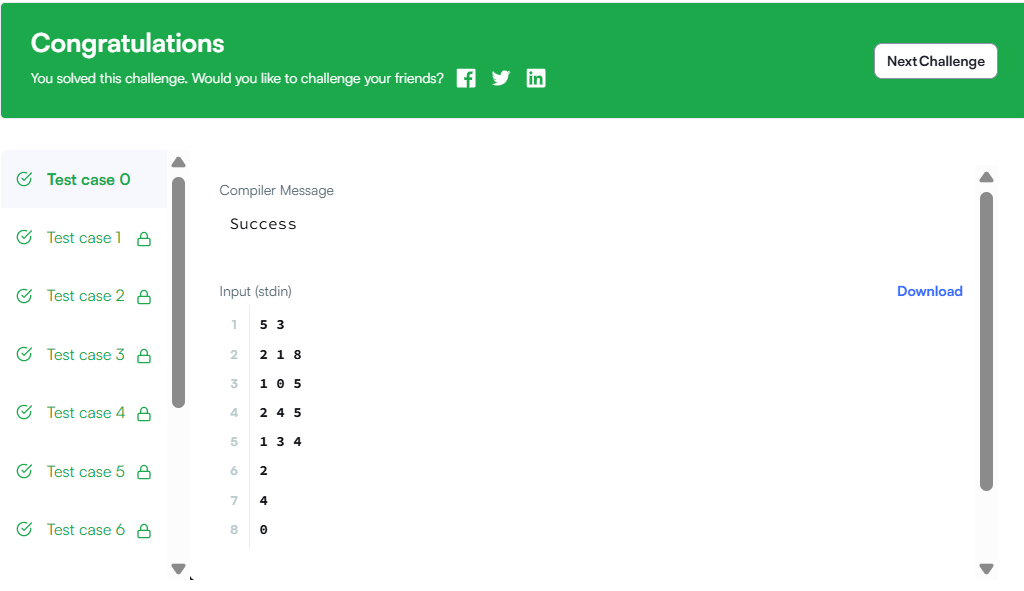 Congratulations
You solved this challenge. Would you like to challenge your friends?
Next Challenge
Test case 0
Test case 1
Test case 2
Test case 3
Test case 4
Test case 5
Test case 6
Compiler Message
Success
Input (stdin)
Download
1 5 3
2 2 1 8
3 1 0 5
4 2 4 5
5 1 3 4
6 2
7 4
8 0